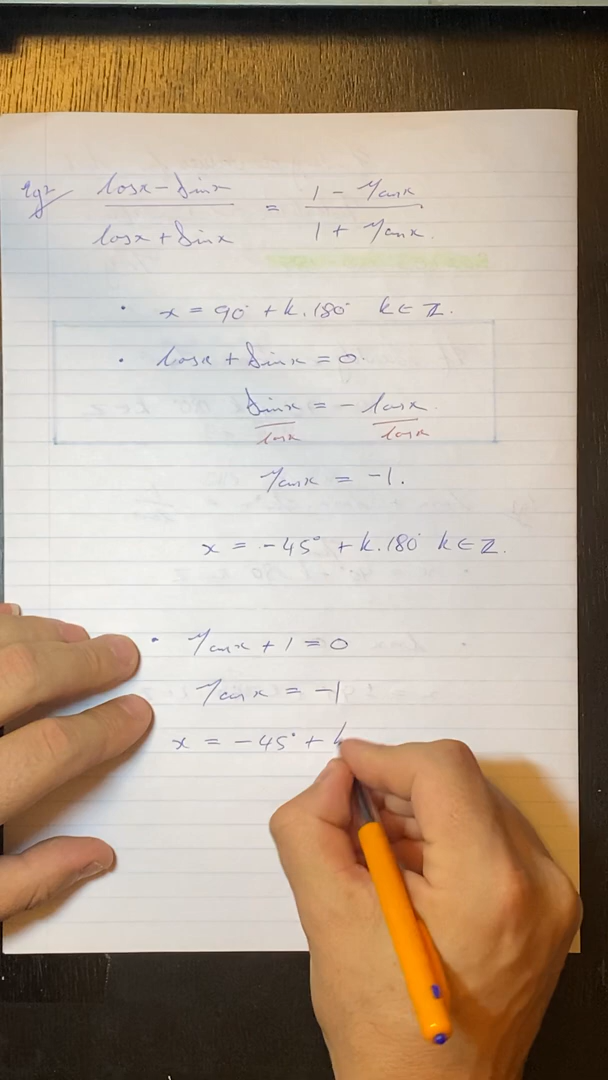 eg2 (cosx - sinx)/(cosx + sinx) = (1 - Tanx)/(1 + Tanx).
• x = 90° + k.180° k ∈ Z.
• cosx + sinx = 0.
sinx/cosx = - cosx/cosx
Tanx = -1.
x = -45° + k.180° k ∈ Z.
• Tanx + 1 = 0
Tanx = -1
x = -45° + k